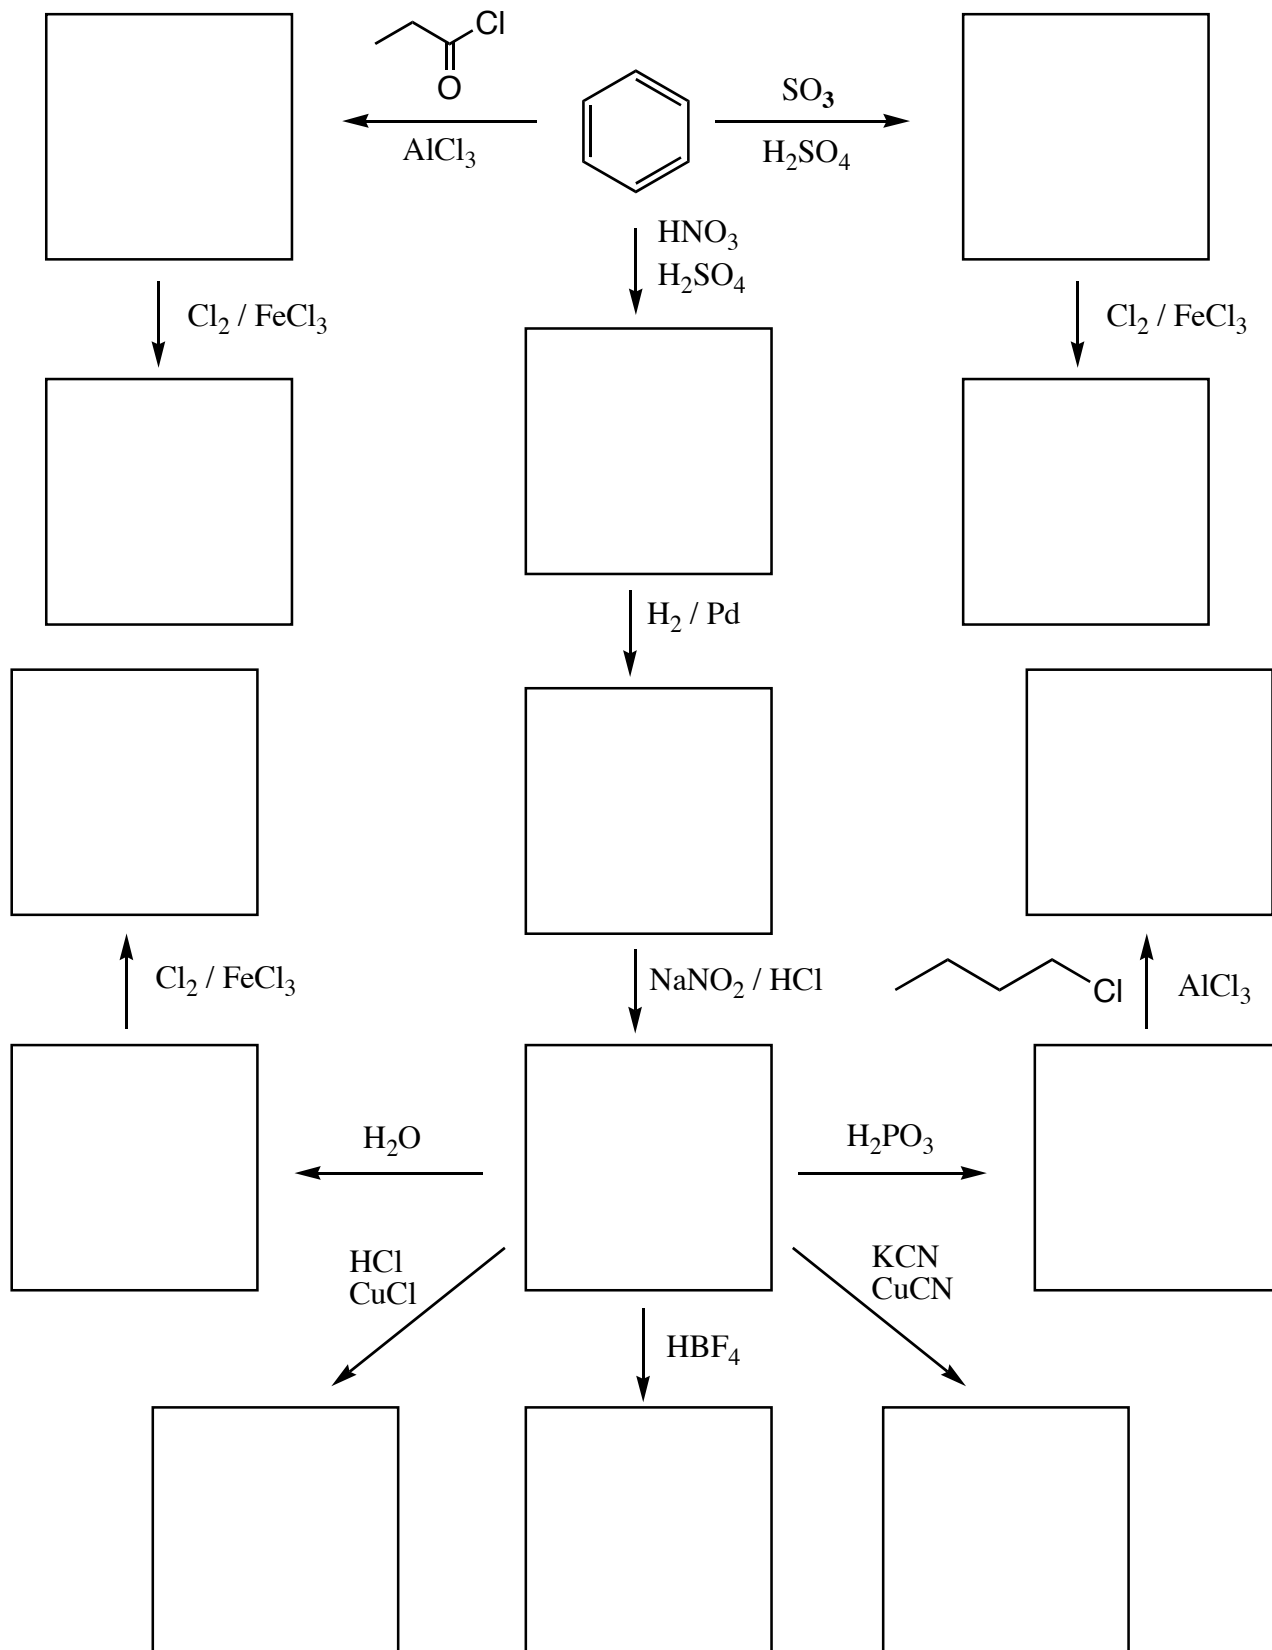 Cl
O
AlCl₃
SO₃
H₂SO₄
HNO₃
H₂SO₄
Cl₂ / FeCl₃
Cl₂ / FeCl₃
H₂ / Pd
Cl₂ / FeCl₃
NaNO₂ / HCl
Cl
AlCl₃
H₂O
H₂PO₃
HCl
CuCl
KCN
CuCN
HBF₄